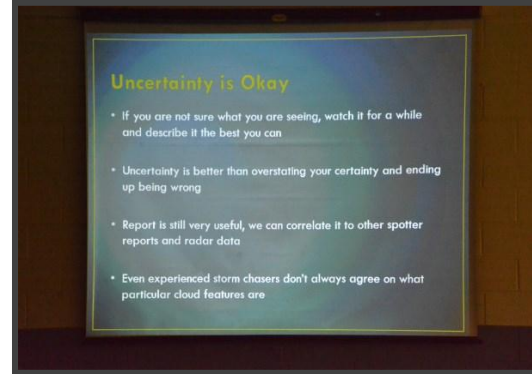 Uncertainty is Okay
• If you are not sure what you are seeing, watch it for a while
and describe it the best you can
• Uncertainty is better than overstating your certainty and ending
up being wrong
• Report is still very useful, we can correlate it to other spotter
reports and radar data
• Even experienced storm chasers don't always agree on what
particular cloud features are